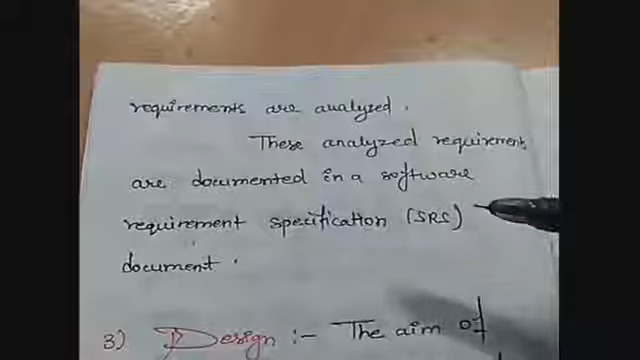 requirements are analyzed.
These analyzed requirements
are documented in a software
requirement specification (SRS)
document.
3) Design :- The aim of